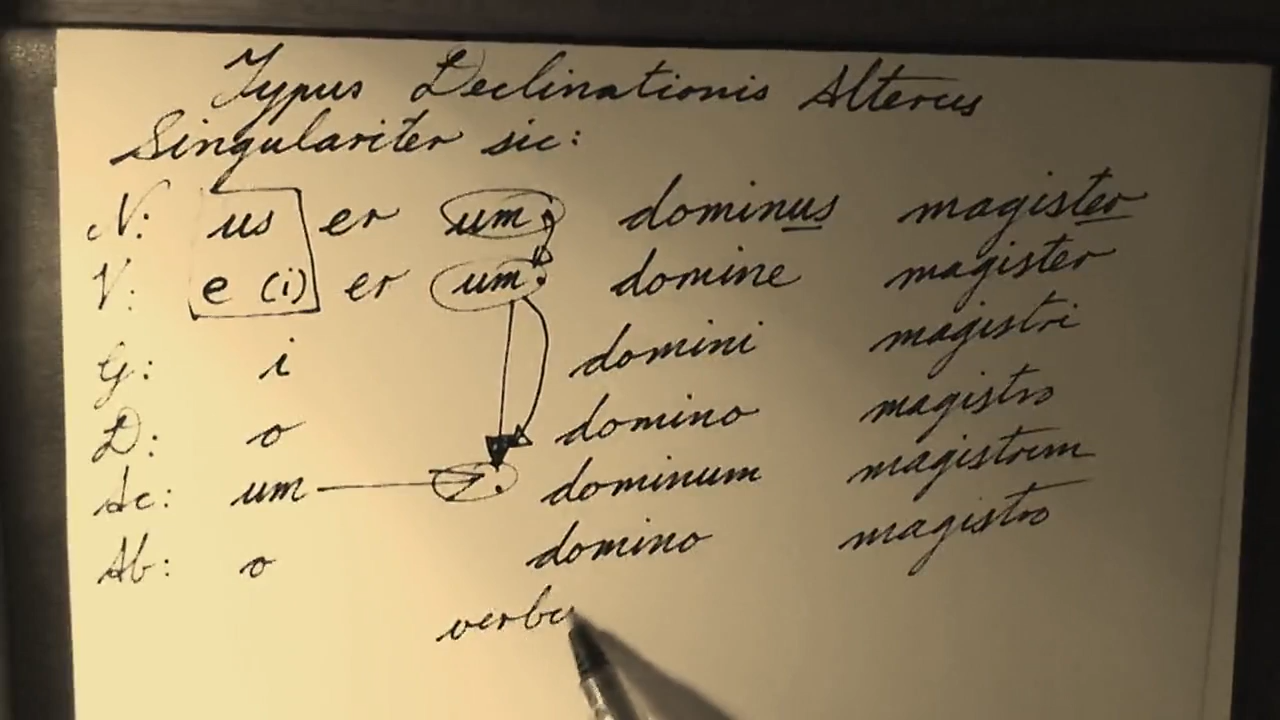 Typus Declinationis Alterus
Singulariter sic:
N: us er um dominus magister
V: e (i) er um domine magister
G: i domini magistri
D: o domino magistro
Ac: um dominum magistrum
Ab: o domino magistro